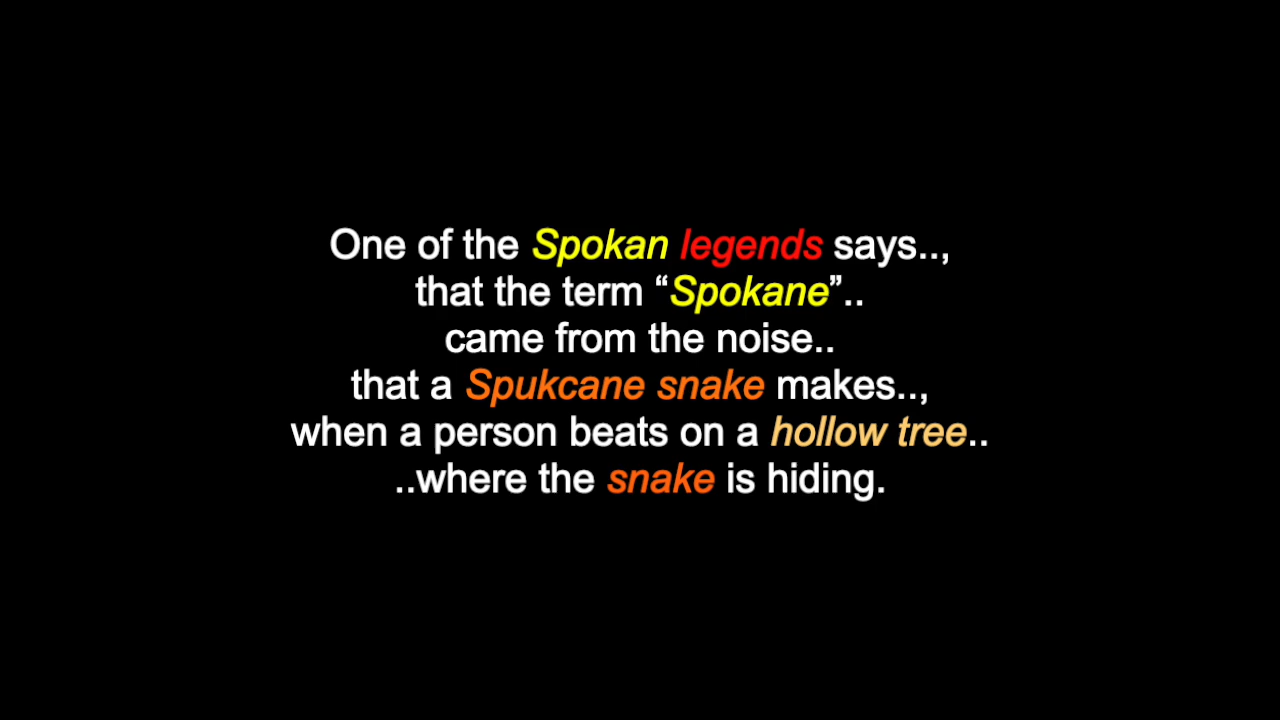 One of the Spokan legends says..,
that the term “Spokane”..
came from the noise..
that a Spukcane snake makes..,
when a person beats on a hollow tree..
..where the snake is hiding.